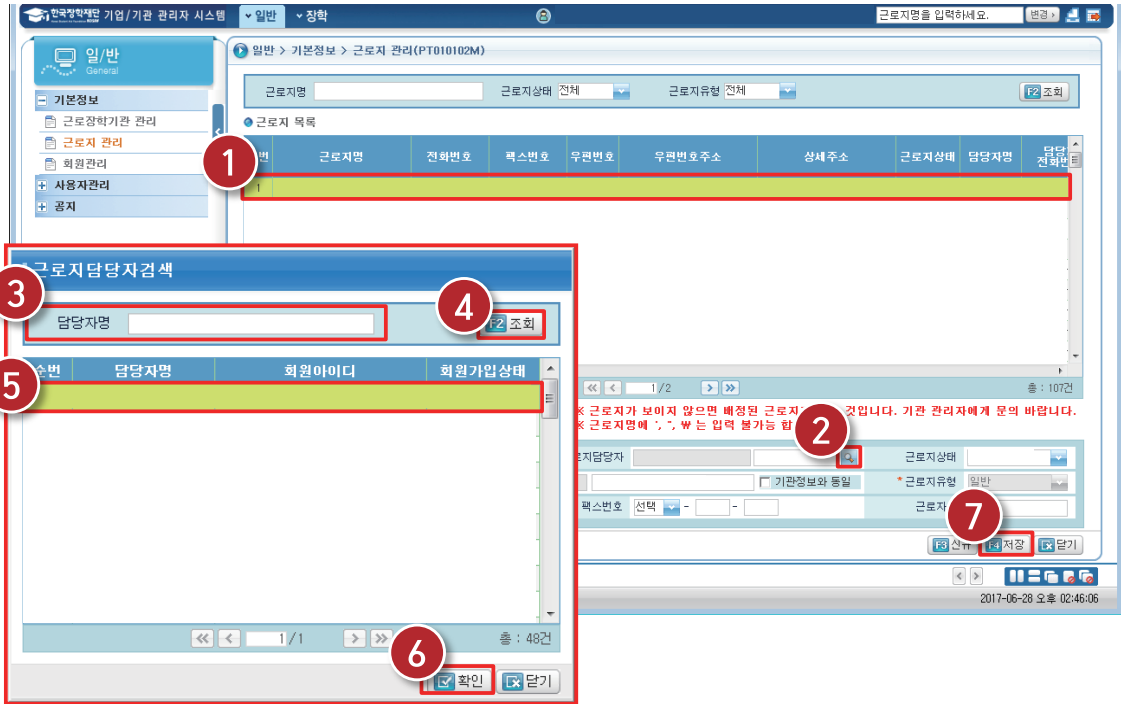 한국장학재단 기업/기관 관리자 시스템 일반 장학 근로지명을 입력하세요. 변경
일/반
General
기본정보
근로장학기관 관리
근로지 관리
회원관리
사용자관리
공지
일반 > 기본정보 > 근로지 관리(PT010102M)
근로지명 근로지상태 전체 근로지유형 전체 F2 조회
근로지 목록
1
번 근로지명 전화번호 팩스번호 우편번호 우편번호주소 상세주소 근로지상태 담당자명 담당 전화번
1
근로지담당자검색
3
담당자명
4
F2 조회
순번 담당자명 회원아이디 회원가입상태
5
1/1 총 : 48건
6
확인 닫기
1/2 총 : 107건
※ 근로지가 보이지 않으면 배정된 근로지 것입니다. 기관 관리자에게 문의 바랍니다.
※ 근로지명에 ', ", ₩ 는 입력 불가능 합
2
지담당자 근로지상태
기관정보와 동일 * 근로지유형 일반
팩스번호 선택 - - 근로자
7
F3 신규 F4 저장 닫기
2017-06-28 오후 02:46:06